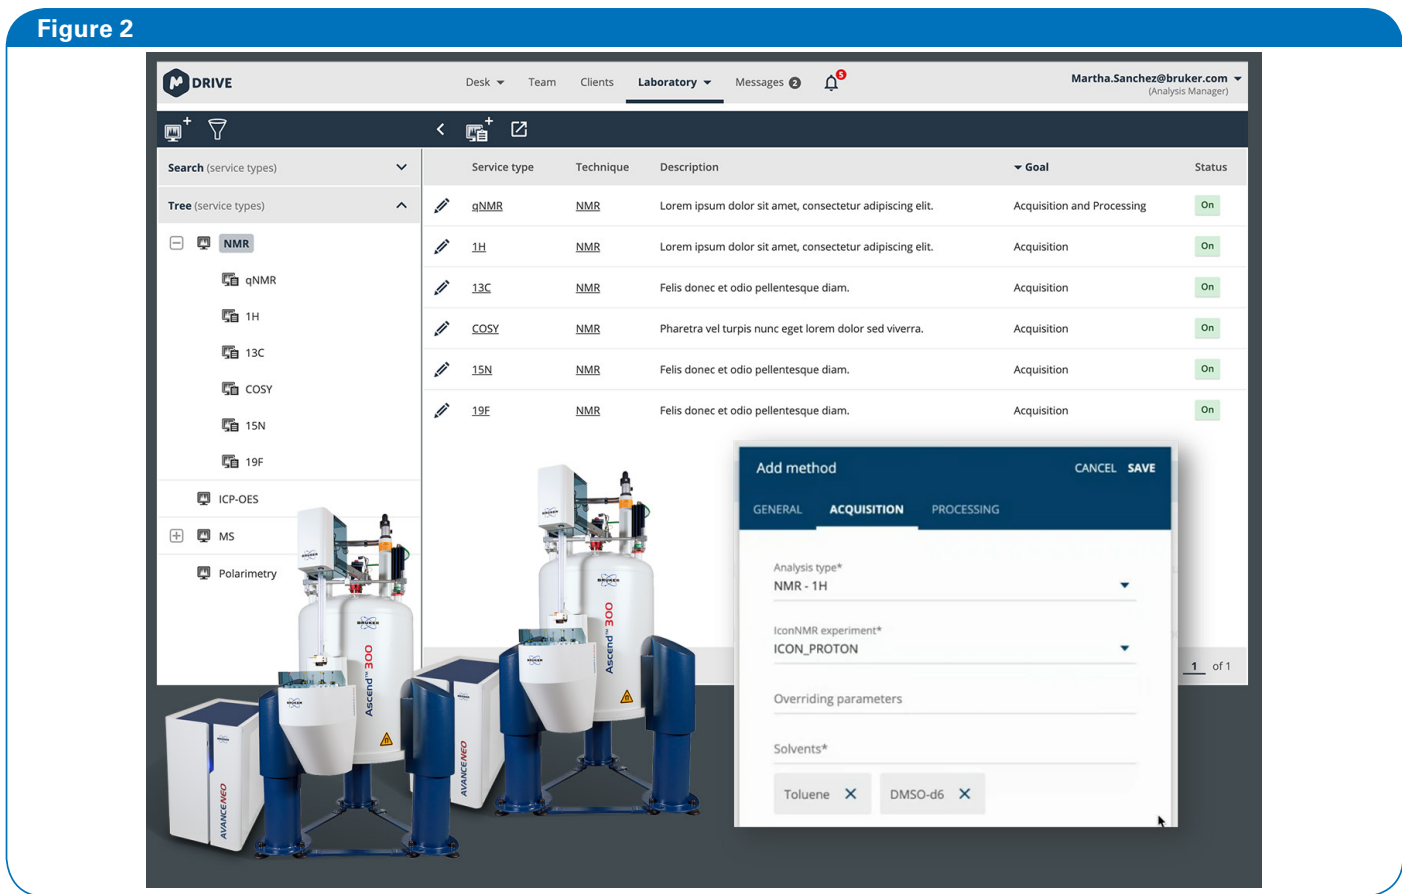 Figure 2
DRIVE
Desk Team Clients Laboratory Messages 2 5
Martha.Sanchez@bruker.com
(Analysis Manager)
Search (service types)
Service type Technique Description Goal Status
Tree (service types)
qNMR NMR Lorem ipsum dolor sit amet, consectetur adipiscing elit. Acquisition and Processing On
NMR
1H NMR Lorem ipsum dolor sit amet, consectetur adipiscing elit. Acquisition On
qNMR
13C NMR Felis donec et odio pellentesque diam. Acquisition On
1H
COSY NMR Pharetra vel turpis nunc eget lorem dolor sed viverra. Acquisition On
13C
15N NMR Felis donec et odio pellentesque diam. Acquisition On
COSY
19F NMR Felis donec et odio pellentesque diam. Acquisition On
15N
19F
ICP-OES
MS
Polarimetry
Add method CANCEL SAVE
GENERAL ACQUISITION PROCESSING
Analysis type*
NMR - 1H
IconNMR experiment*
ICON_PROTON
Overriding parameters
Solvents*
Toluene DMSO-d6
1 of 1
BRUKER
BRUKER
Ascend™ 300
BRUKER
AVANCE NEO
BRUKER
BRUKER
Ascend™ 300
BRUKER
AVANCE NEO